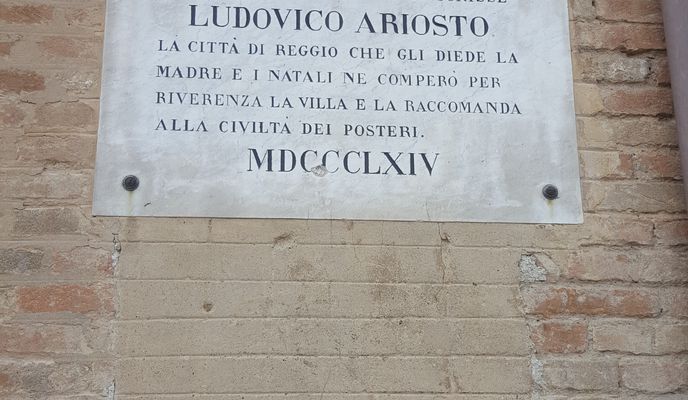 LUDOVICO ARIOSTO
LA CITTÀ DI REGGIO CHE GLI DIEDE LA
MADRE E I NATALI NE COMPERÒ PER
RIVERENZA LA VILLA E LA RACCOMANDA
ALLA CIVILTÀ DEI POSTERI.
MDCCCLXIV